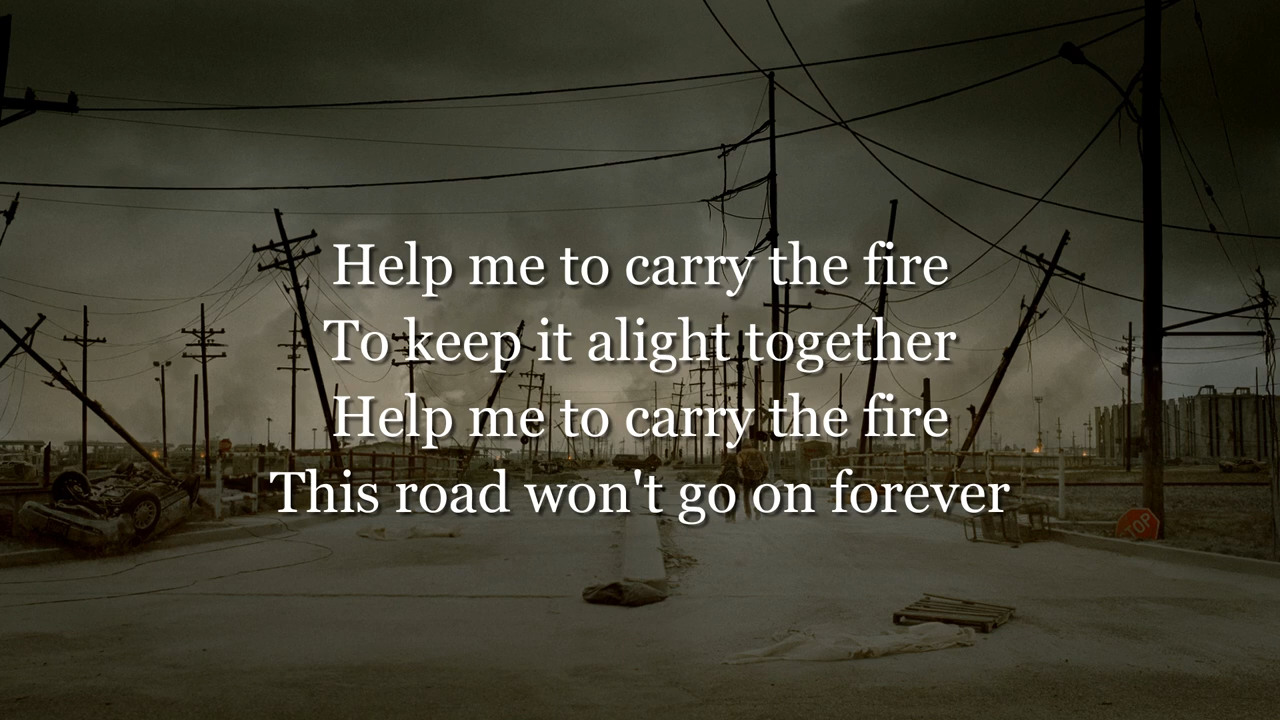 Help me to carry the fire
To keep it alight together
Help me to carry the fire
This road won't go on forever
TOP